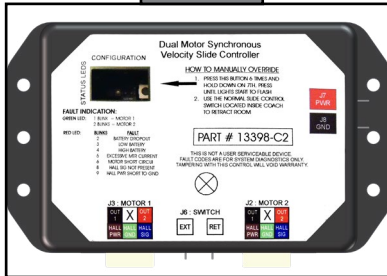 Dual Motor Synchronous
Velocity Slide Controller
CONFIGURATION
STATUS LEDS
HOW TO MANUALLY OVERRIDE
1. PRESS THIS BUTTON 6 TIMES AND
HOLD DOWN ON 7TH, PRESS
UNTIL LIGHTS START TO FLASH
2. USE THE NORMAL SLIDE CONTROL
SWITCH LOCATED INSIDE COACH
TO RETRACT ROOM
J7
PWR
J8
GND
FAULT INDICATION:
GREEN LED: 1 BLINK - MOTOR 1
2 BLINKS - MOTOR 2
RED LED: BLINKS FAULT
2 BATTERY DROPOUT
3 LOW BATTERY
4 HIGH BATTERY
5 EXCESSIVE MTR CURRENT
6 MOTOR SHORT CIRCUIT
8 HALL SIG NOT PRESENT
9 HALL PWR SHORT TO GND
PART # 13398-C2
THIS IS NOT A USER SERVICEABLE DEVICE.
FAULT CODES ARE FOR SYSTEM DIAGNOSTICS ONLY.
TAMPERING WITH THIS CONTROL WILL VOID WARRANTY.
J3: MOTOR 1
OUT 1 X OUT 2
HALL PWR HALL GND HALL SIG
J6: SWITCH
EXT RET
J2: MOTOR 2
OUT 1 X OUT 2
HALL PWR HALL GND HALL SIG